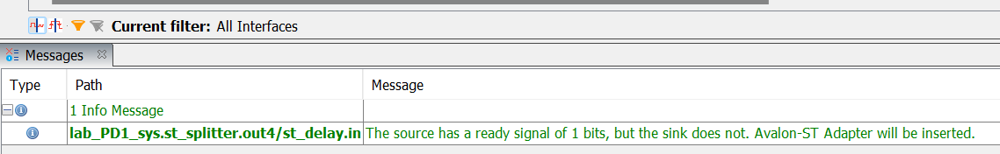 Current filter: All Interfaces
Messages
Type Path Message
1 Info Message
lab_PD1_sys.st_splitter.out4/st_delay.in The source has a ready signal of 1 bits, but the sink does not. Avalon-ST Adapter will be inserted.